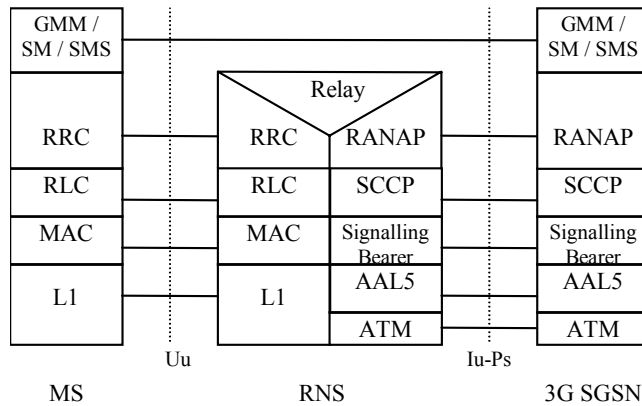 GMM /
SM / SMS
GMM /
SM / SMS
Relay
RRC
RRC
RANAP
RANAP
RLC
RLC
SCCP
SCCP
MAC
MAC
Signalling
Bearer
Signalling
Bearer
L1
L1
AAL5
AAL5
ATM
ATM
Uu
Iu-Ps
MS
RNS
3G SGSN